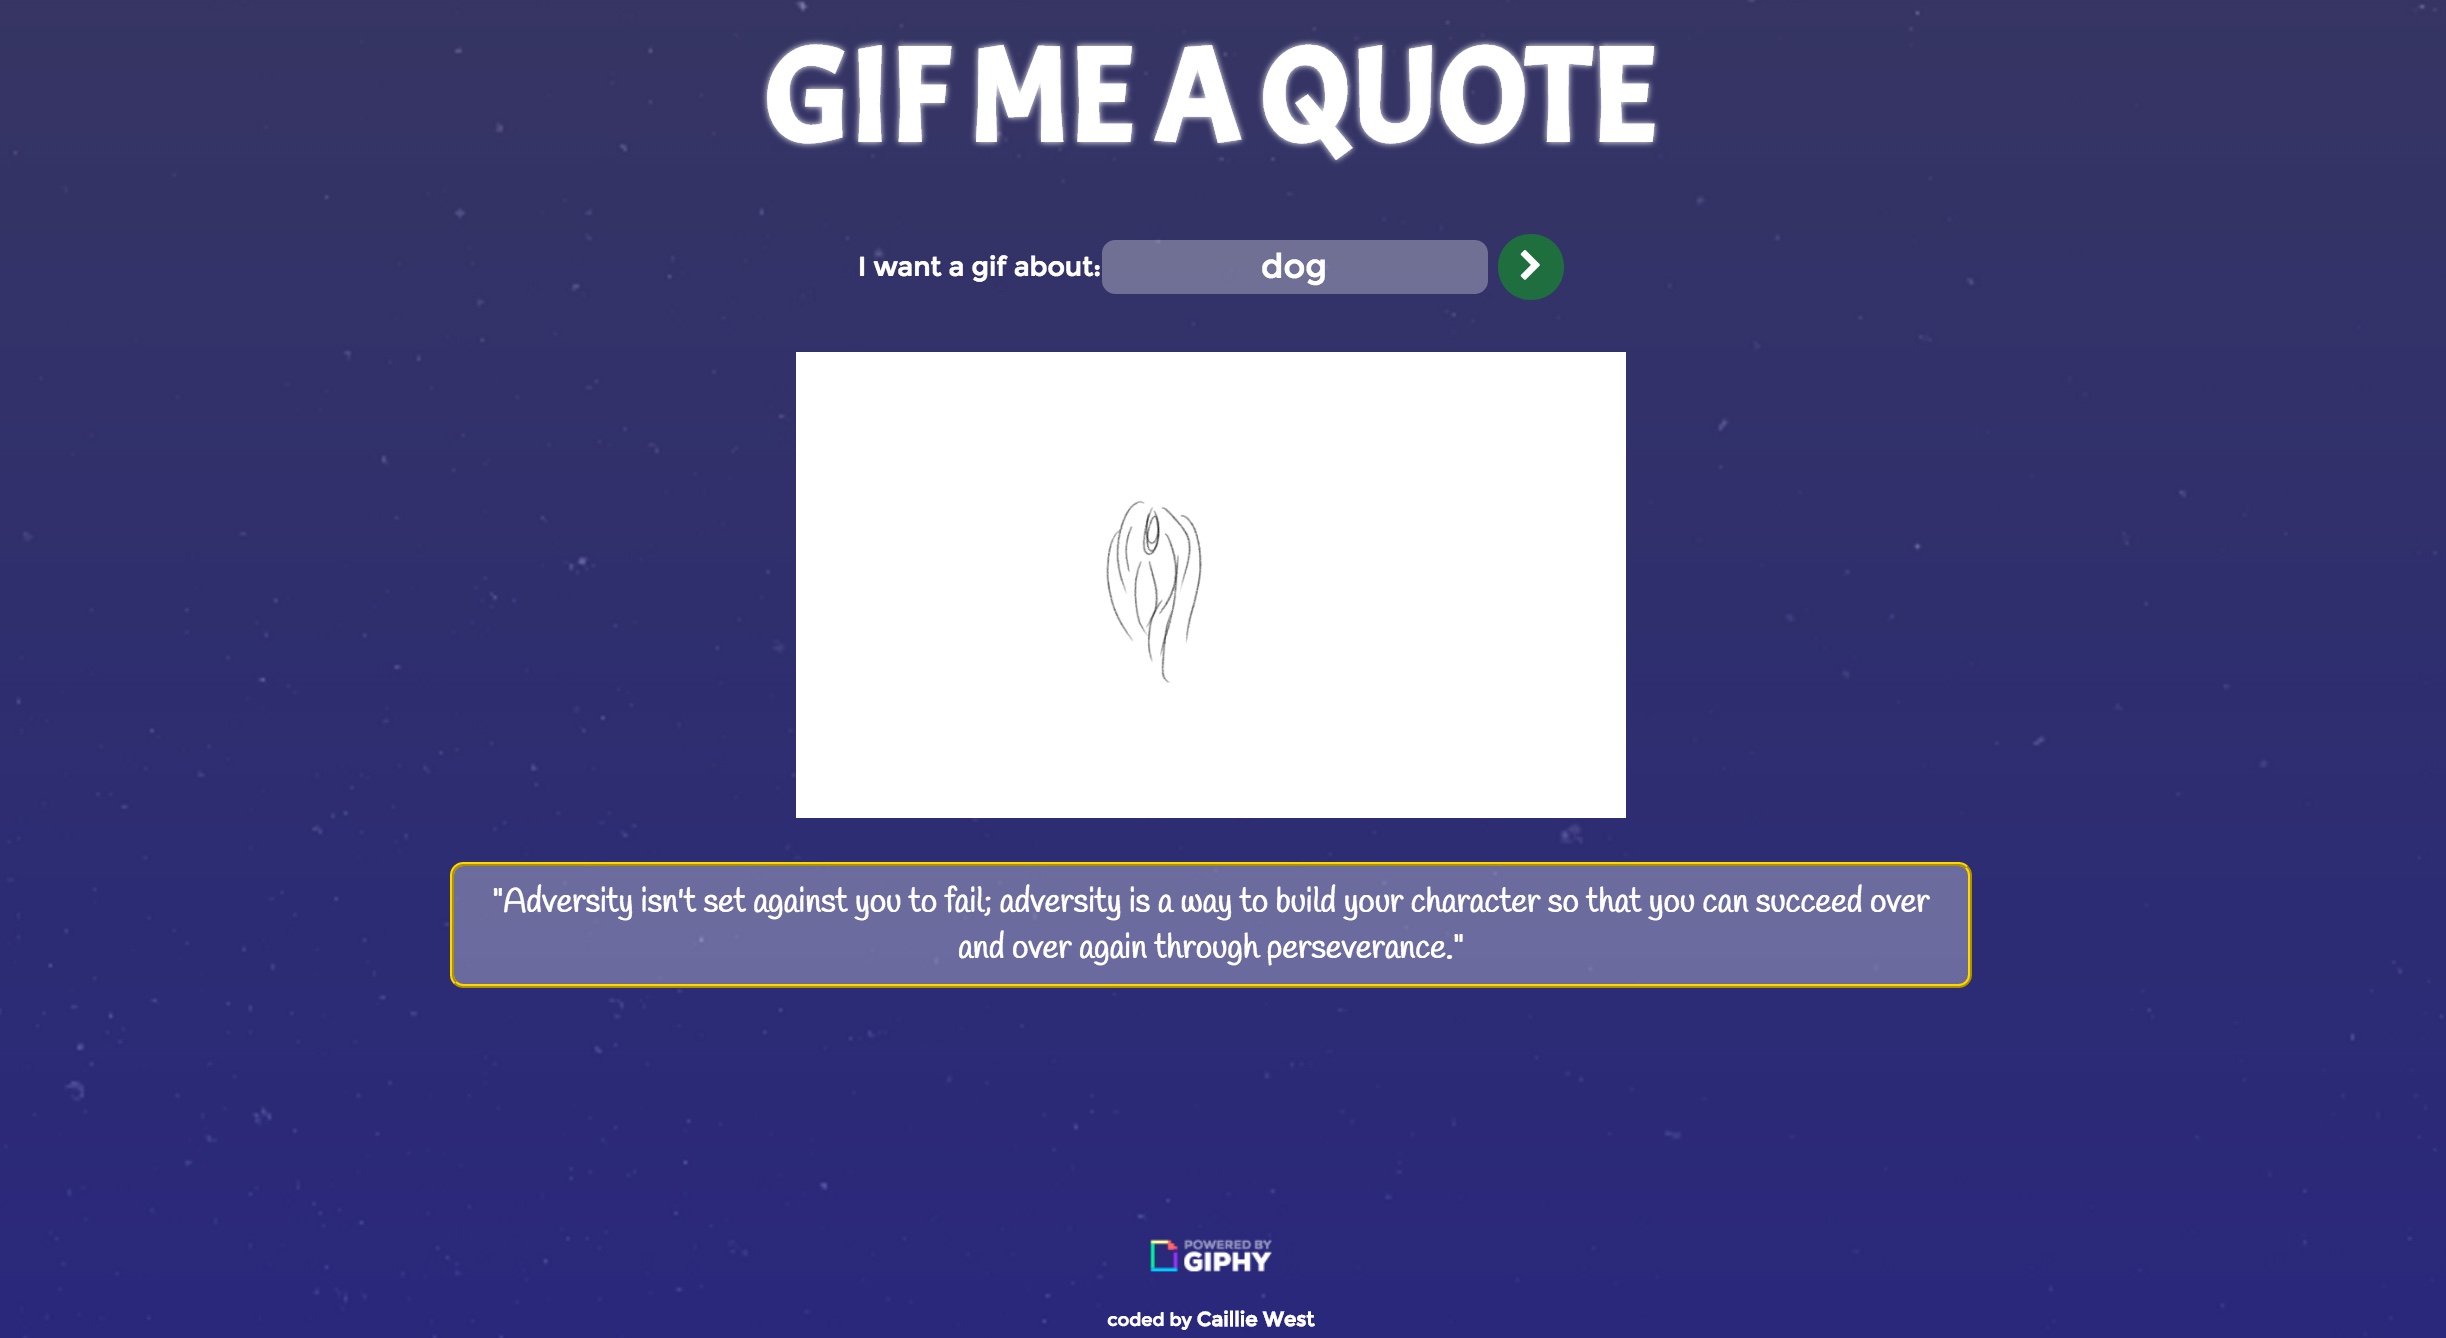 GIF ME A QUOTE
I want a gif about: dog
"Adversity isn't set against you to fail; adversity is a way to build your character so that you can succeed over
and over again through perseverance."
POWERED BY
GIPHY
coded by Caillie West